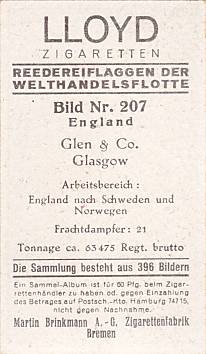 LLOYD
ZIGARETTEN
REEDEREIFLAGGEN DER
WELTHANDELSFLOTTE
Bild Nr. 207
England
Glen & Co.
Glasgow
Arbeitsbereich:
England nach Schweden und
Norwegen
Frachtdampfer: 21
Tonnage ca. 63475 Regt. brutto
Die Sammlung besteht aus 396 Bildern
Ein Sammel-Album ist für 60 Pfg. beim Zigar-
rettenhändler zu haben od. gegen Einzahlung
des Betrages auf Postsch.-Kto. Hamburg 74715,
nicht gegen Nachnahme.
Martin Brinkmann A.-G. Zigarettenfabrik
Bremen